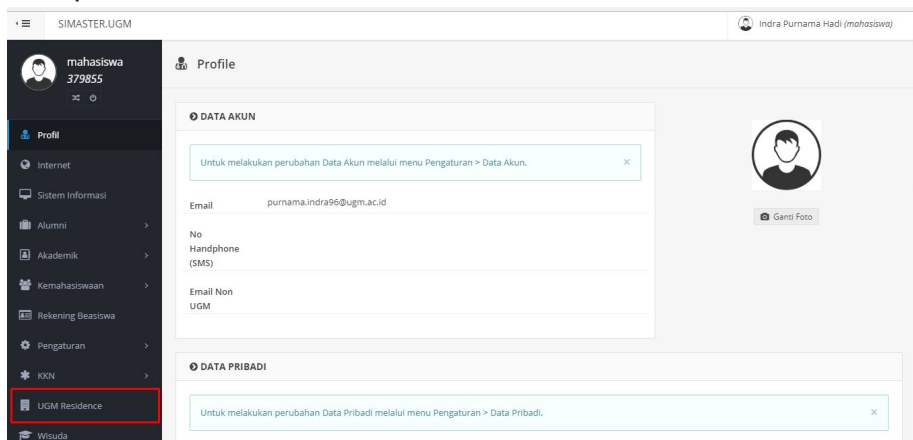 SIMASTER.UGM
Indra Purnama Hadi (mahasiswa)
mahasiswa
379855
Profil
Internet
Sistem Informasi
Alumni
Akademik
Kemahasiswaan
Rekening Beasiswa
Pengaturan
KKN
UGM Residence
Wisuda
Profile
DATA AKUN
Untuk melakukan perubahan Data Akun melalui menu Pengaturan > Data Akun.
Email purnama.indra96@ugm.ac.id
No
Handphone
(SMS)
Email Non
UGM
Ganti Foto
DATA PRIBADI
Untuk melakukan perubahan Data Pribadi melalui menu Pengaturan > Data Pribadi.